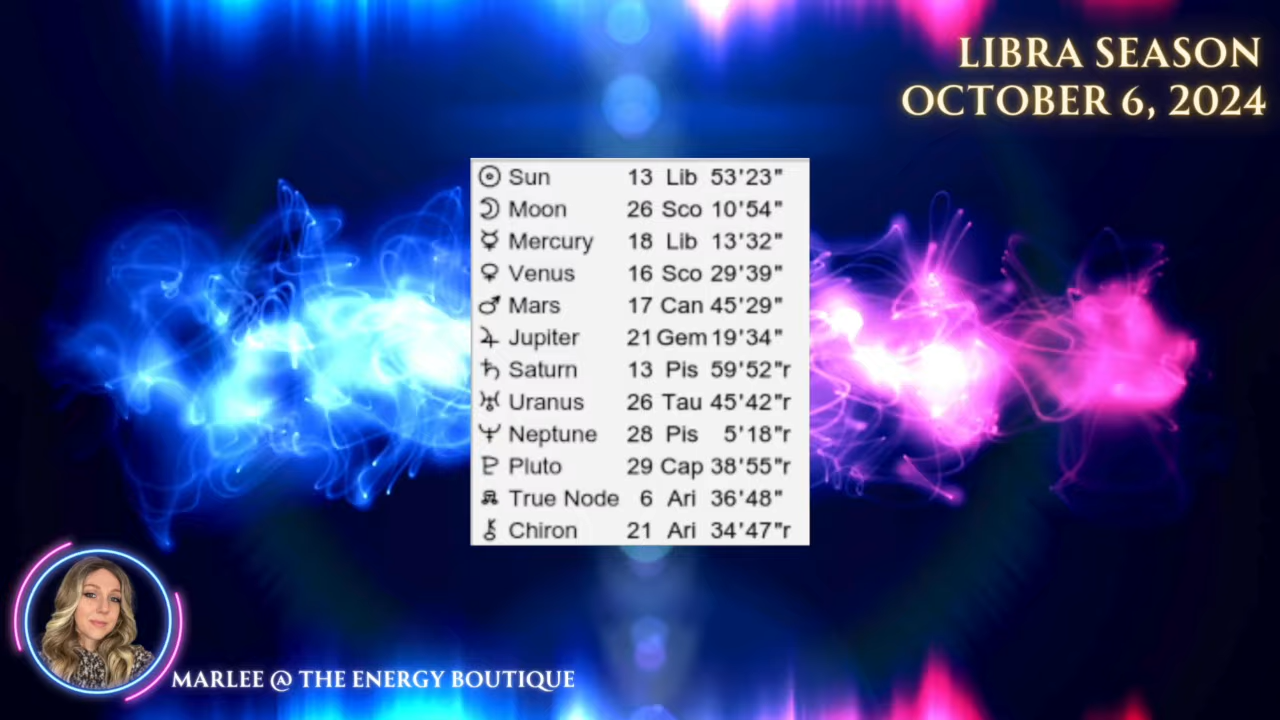 LIBRA SEASON
OCTOBER 6, 2024
Sun 13 Lib 53'23"
Moon 26 Sco 10'54"
Mercury 18 Lib 13'32"
Venus 16 Sco 29'39"
Mars 17 Can 45'29"
Jupiter 21 Gem 19'34"
Saturn 13 Pis 59'52"r
Uranus 26 Tau 45'42"r
Neptune 28 Pis 5'18"r
Pluto 29 Cap 38'55"r
True Node 6 Ari 36'48"
Chiron 21 Ari 34'47"r
MARLEE @ THE ENERGY BOUTIQUE